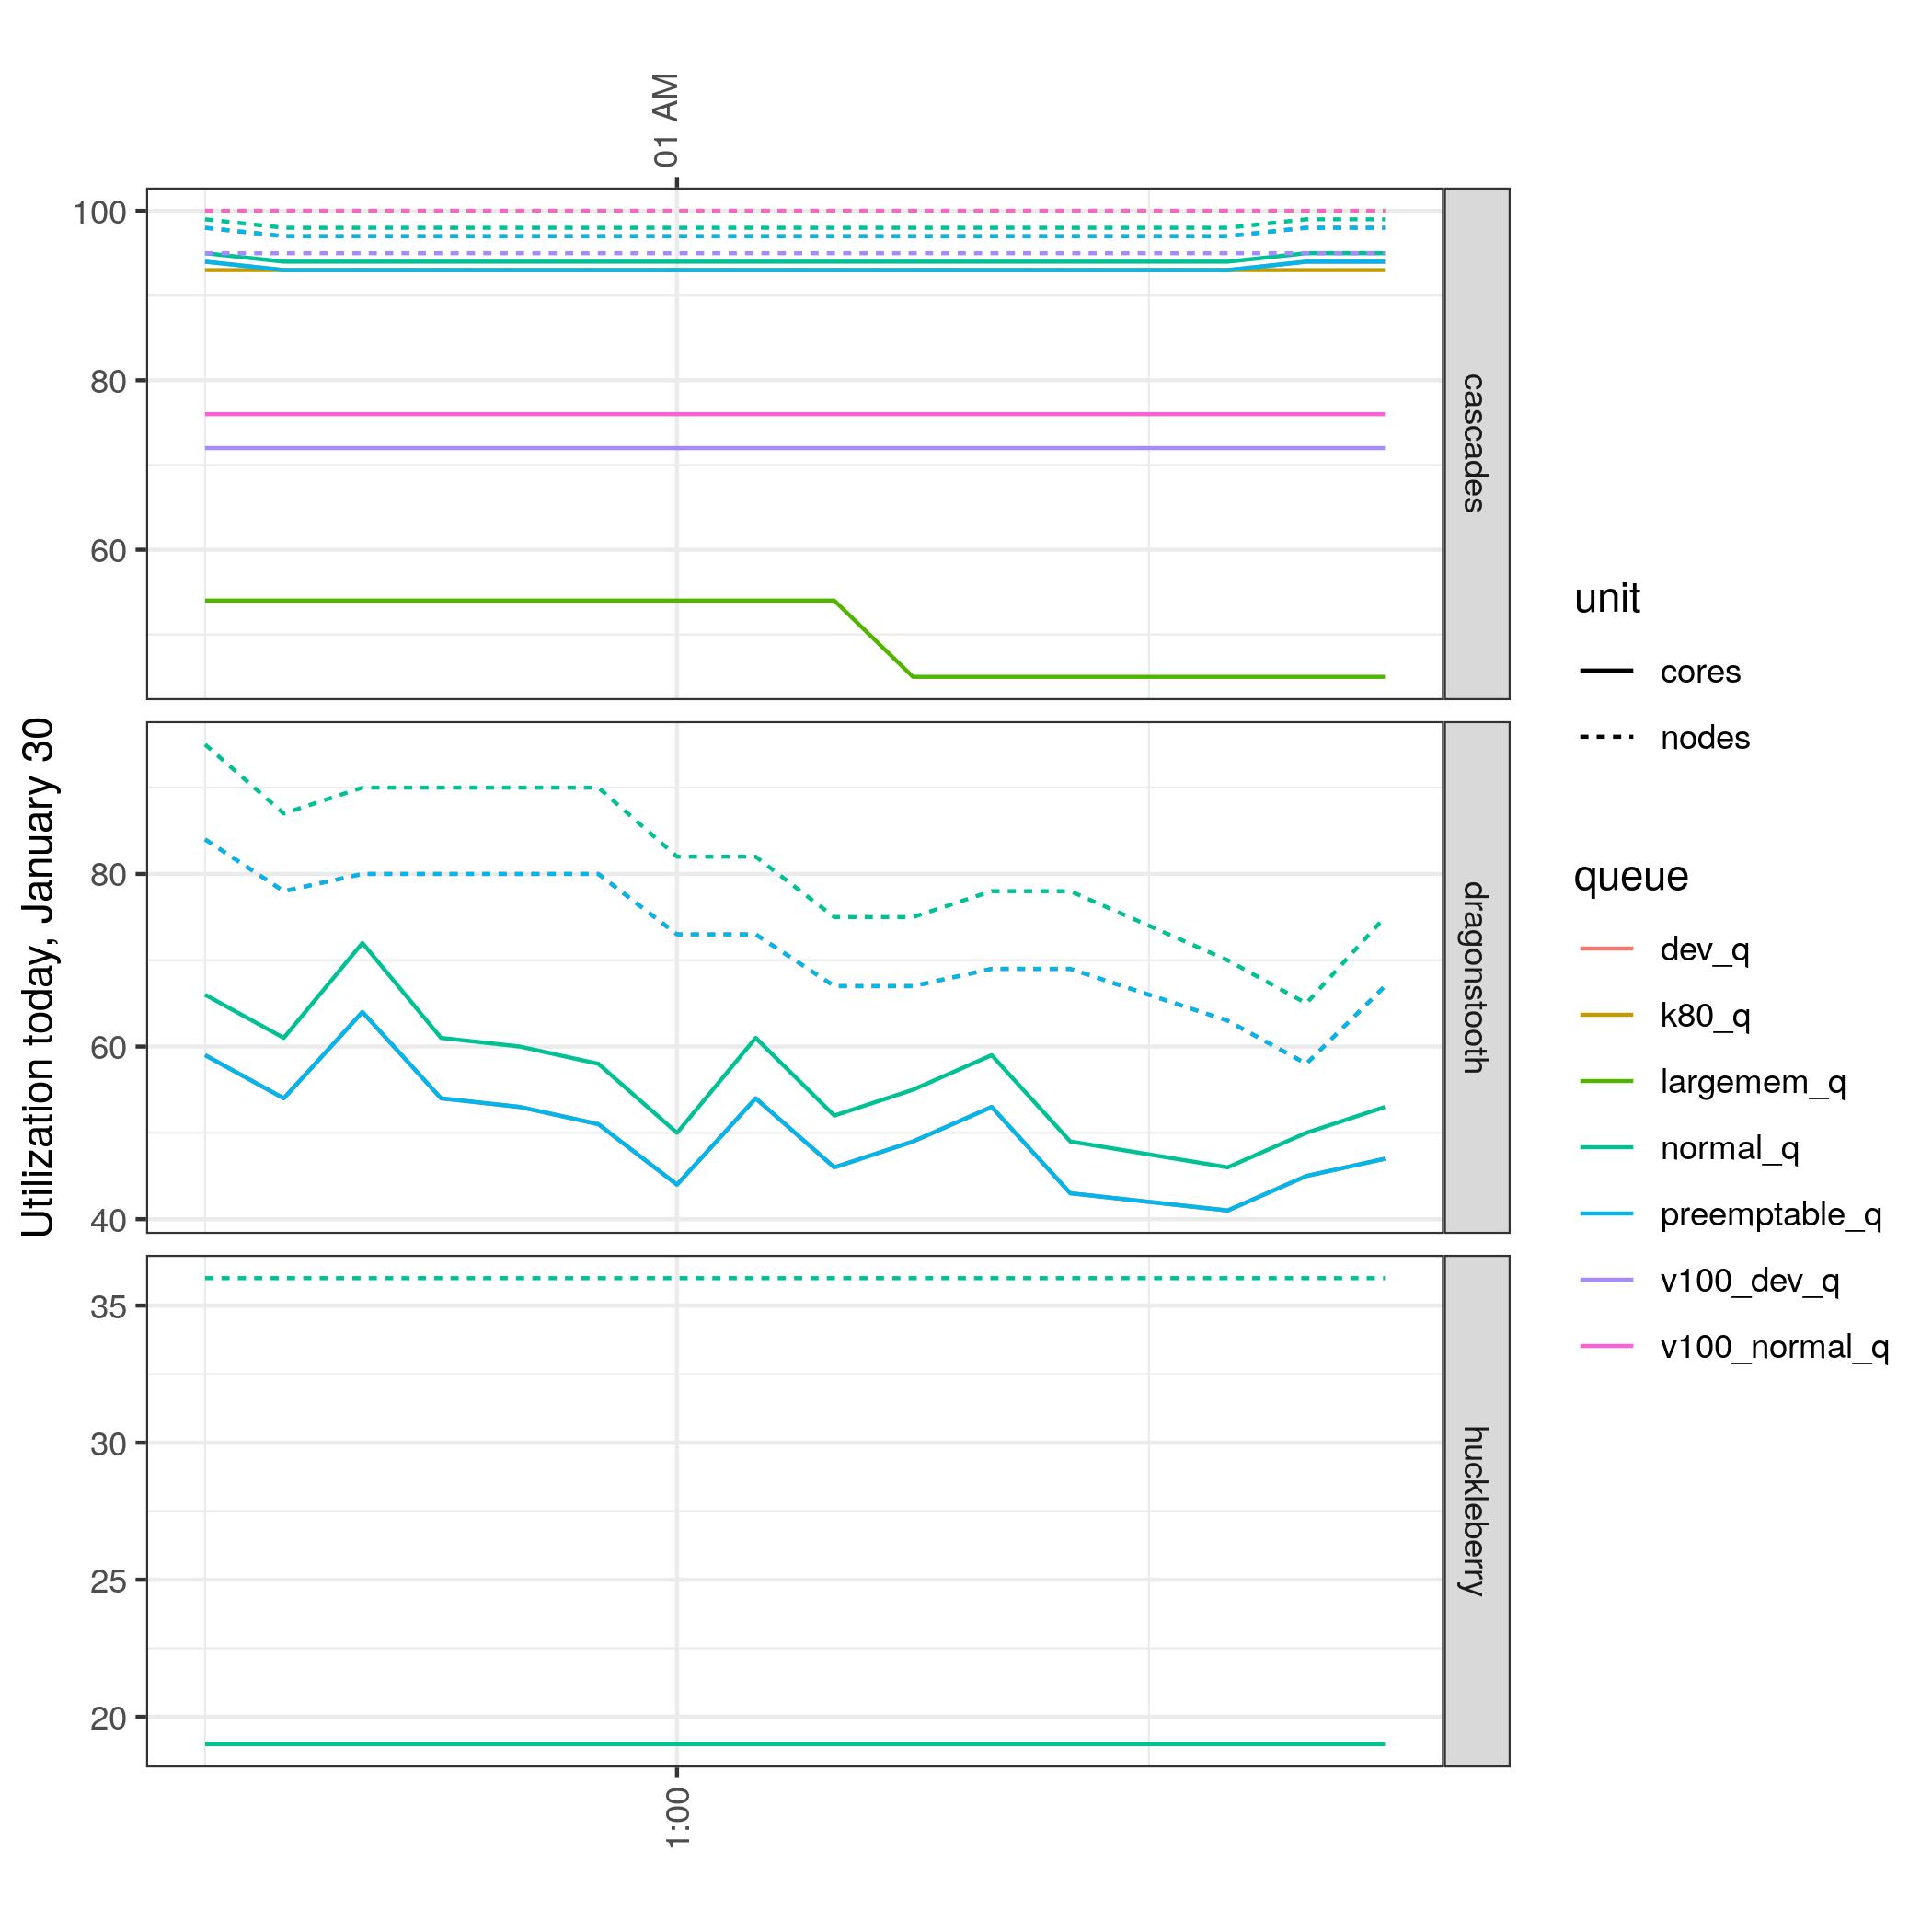 01 AM
100
80
60
cascades
80
60
40
dragonstooth
35
30
25
20
huckleberry
1:00
Utilization today, January 30
unit
cores
nodes
queue
dev_q
k80_q
largemem_q
normal_q
preemptable_q
v100_dev_q
v100_normal_q